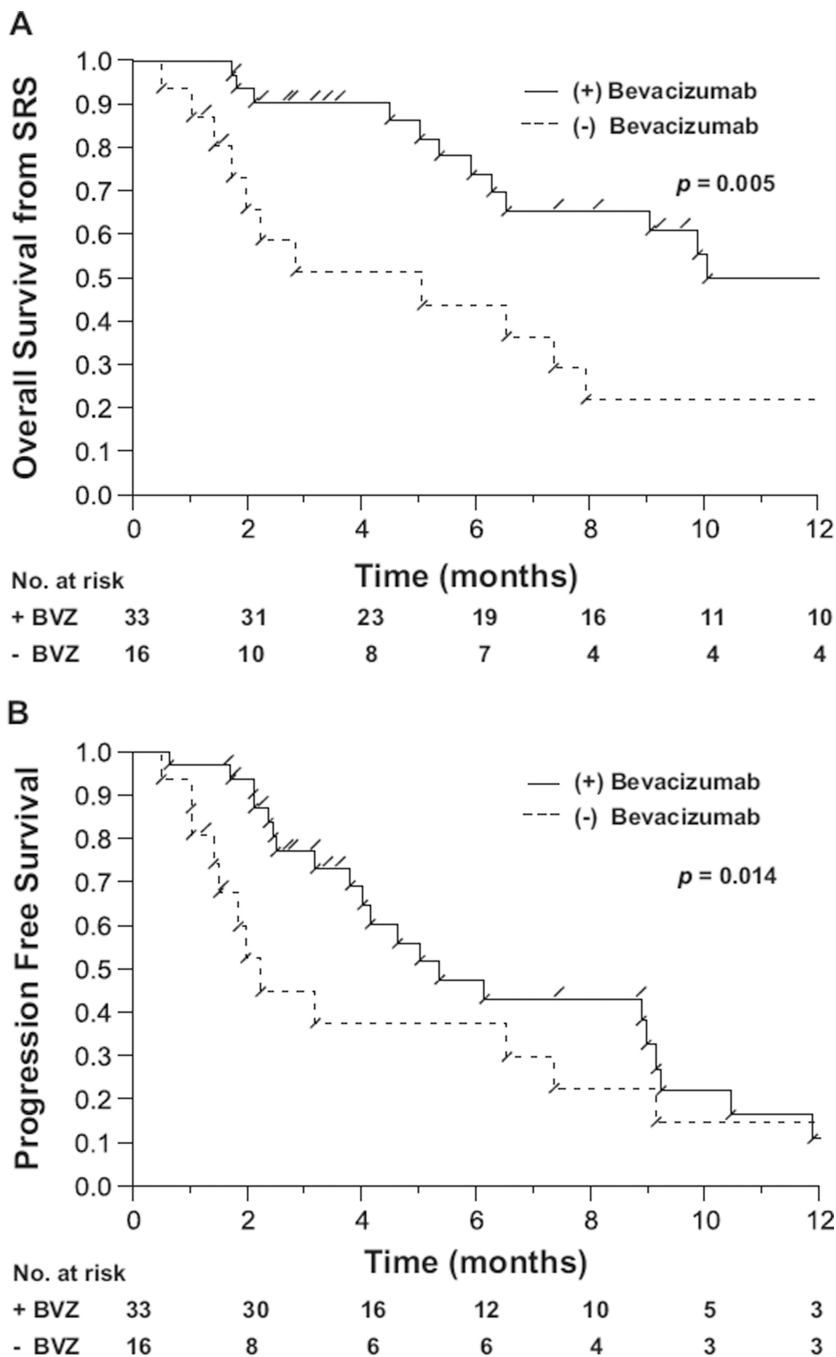 A
Overall Survival from SRS
1.0
0.9
0.8
0.7
0.6
0.5
0.4
0.3
0.2
0.1
0.0
(+) Bevacizumab
(-) Bevacizumab
p = 0.005
0 2 4 6 8 10 12
Time (months)
No. at risk
+ BVZ 33 31 23 19 16 11 10
- BVZ 16 10 8 7 4 4 4
B
Progression Free Survival
1.0
0.9
0.8
0.7
0.6
0.5
0.4
0.3
0.2
0.1
0.0
(+) Bevacizumab
(-) Bevacizumab
p = 0.014
0 2 4 6 8 10 12
Time (months)
No. at risk
+ BVZ 33 30 16 12 10 5 3
- BVZ 16 8 6 6 4 3 3